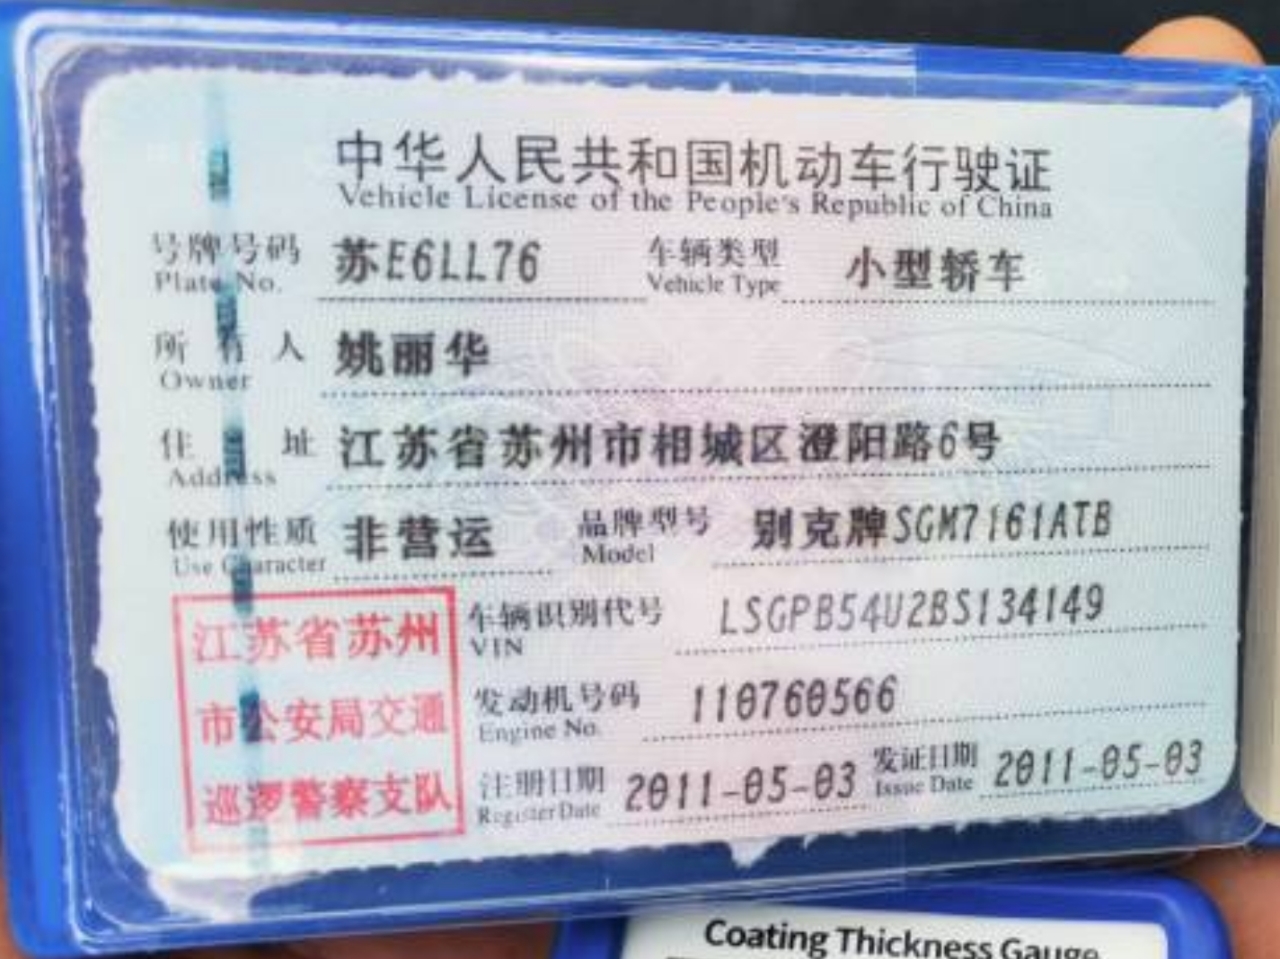 中华人民共和国机动车行驶证
Vehicle License of the People's Republic of China
号牌号码 苏E6LL76 车辆类型 小型轿车
Plate No. Vehicle Type
所有人 姚丽华
Owner
住址 江苏省苏州市相城区澄阳路6号
Address
使用性质 非营运 品牌型号 别克牌SGM7161ATB
Use Character Model
江苏省苏州
市公安局交通
巡逻警察支队
车辆识别代号 LSGPB54U2BS134149
VIN
发动机号码 110760566
Engine No.
注册日期 2011-05-03 发证日期 2011-05-03
Register Date Issue Date
Coating Thickness Gauge